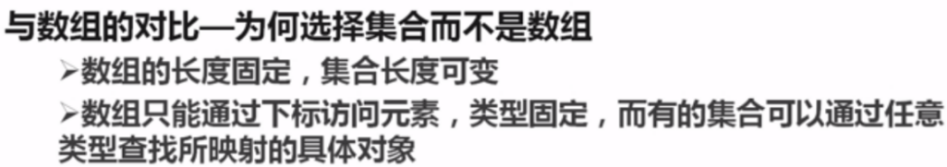 与数组的对比—为何选择集合而不是数组
➢数组的长度固定，集合长度可变
➢数组只能通过下标访问元素，类型固定，而有的集合可以通过任意
类型查找所映射的具体对象